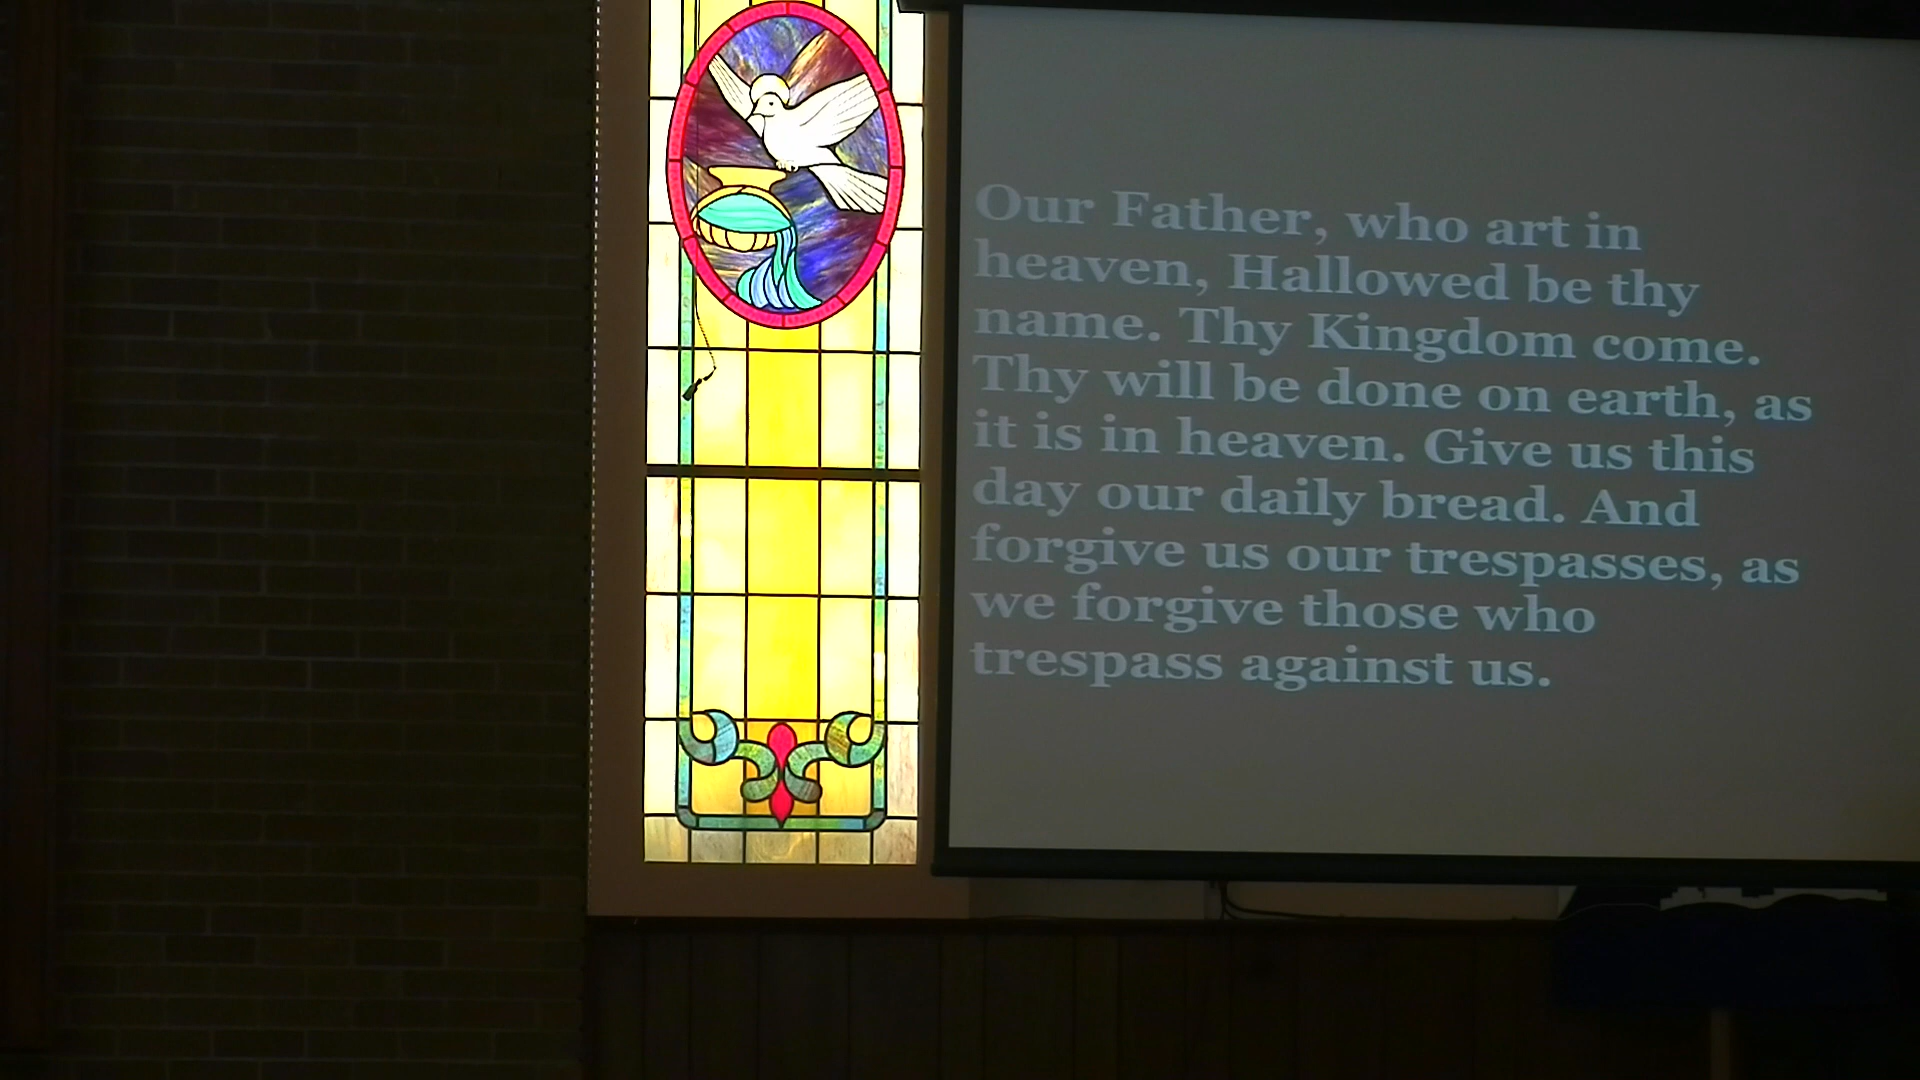 Our Father, who art in
heaven, Hallowed be thy
name. Thy Kingdom come.
Thy will be done on earth, as
it is in heaven. Give us this
day our daily bread. And
forgive us our trespasses, as
we forgive those who
trespass against us.